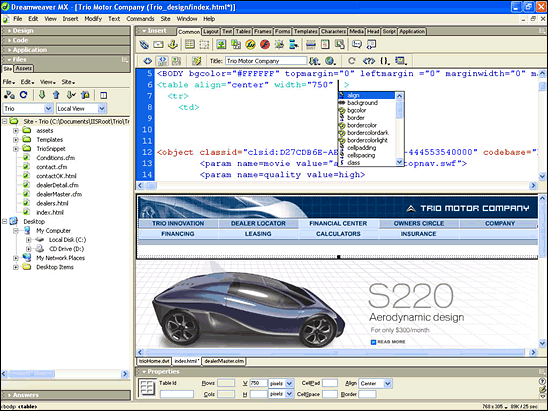 Dreamweaver MX - [Trio Motor Company (Trio_design/index.html*)]
File Edit View Insert Modify Text Commands Site Window Help
Design
Code
Application
Files
Site Assets
File Edit View Site
Trio Local View
Site - Trio (C:\Documents\IISRoot\Trio\Tri
assets
Templates
TrioSnippet
Conditions.cfm
contact.cfm
contactOK.html
dealerDetail.cfm
dealerMaster.cfm
dealers.html
index.html
Desktop
My Computer
Local Disk (C:)
CD Drive (D:)
My Network Places
Desktop Items
Answers
<body> <table>
Insert Common Layout Text Tables Frames Forms Templates Characters Media Head Script
Title: Trio Motor Company
5 <BODY bgcolor="#FFFFFF" topmargin="0" leftmargin ="0" marginwidth="0" ma
6 <table align="center" width="750" >
7 <tr>
8 <td>
9
10
11
12 <object classid="clsid:D27CDB6E-AE 444553540000" codebase="
13 <param name=movie value="a opnav.swf">
14 <param name=quality value=high>
align
background
bgcolor
border
bordercolor
bordercolordark
bordercolorlight
cellpadding
cellspacing
class
TRIO MOTOR COMPANY
TRIO INNOVATION DEALER LOCATOR FINANCIAL CENTER OWNERS CIRCLE COMPANY
FINANCING LEASING CALCULATORS INSURANCE
S220
Aerodynamic design
For only $300/month
READ MORE
trioHome.dwt index.html* dealerMaster.cfm
Properties
Table Id Rows W 750 pixels CellPad Align Center
Cols H pixels CellSpace Border
768 x 305 89K / 25 sec